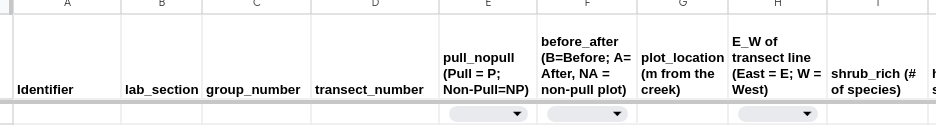 A B C D E F G H
Identifier
lab_section
group_number
transect_number
pull_nopull
(Pull = P;
Non-Pull=NP)
before_after
(B=Before; A=
After, NA =
non-pull plot)
plot_location
(m from the
creek)
E_W of
transect line
(East = E; W =
West)
shrub_rich (#
of species)